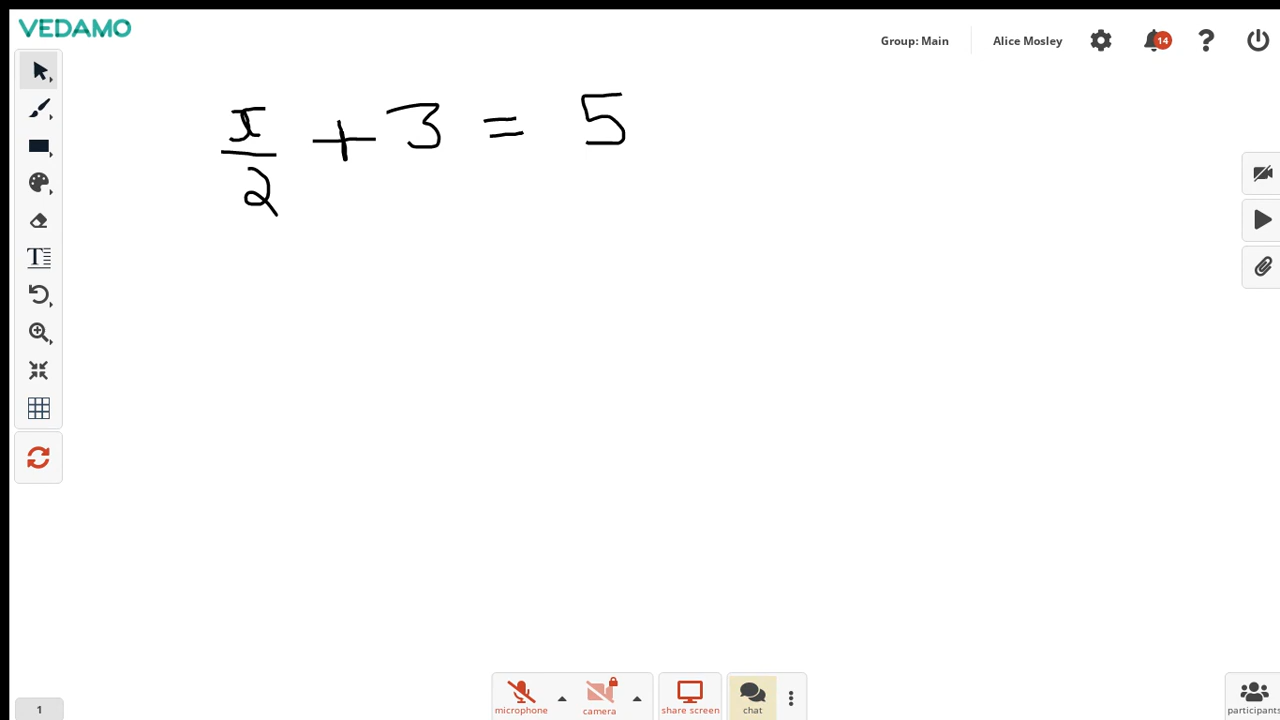 VEDAMO
Group: Main
Alice Mosley
14
x/2 + 3 = 5
1
microphone
camera
share screen
chat
participants